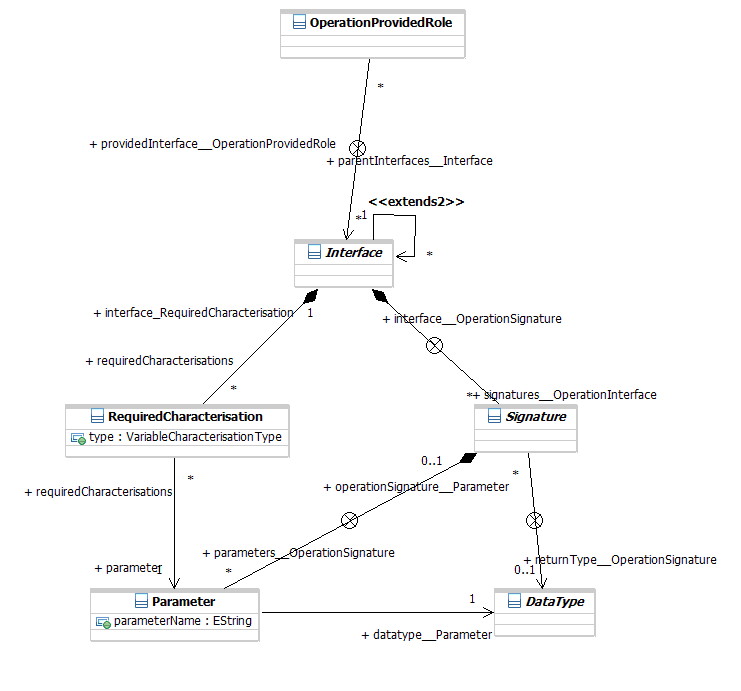 OperationProvidedRole
*
+ providedInterface__OperationProvidedRole
+ parentInterfaces__Interface
<<extends2>>
1
*
*
Interface
+ interface_RequiredCharacterisation
1
+ interface__OperationSignature
+ requiredCharacterisations
*
*
+ signatures__OperationInterface
RequiredCharacterisation
type : VariableCharacterisationType
Signature
0..1
*
*
+ requiredCharacterisations
+ operationSignature__Parameter
+ parameters__OperationSignature
+ returnType__OperationSignature
+ parameter
1
*
0..1
Parameter
parameterName : EString
1
DataType
+ datatype__Parameter